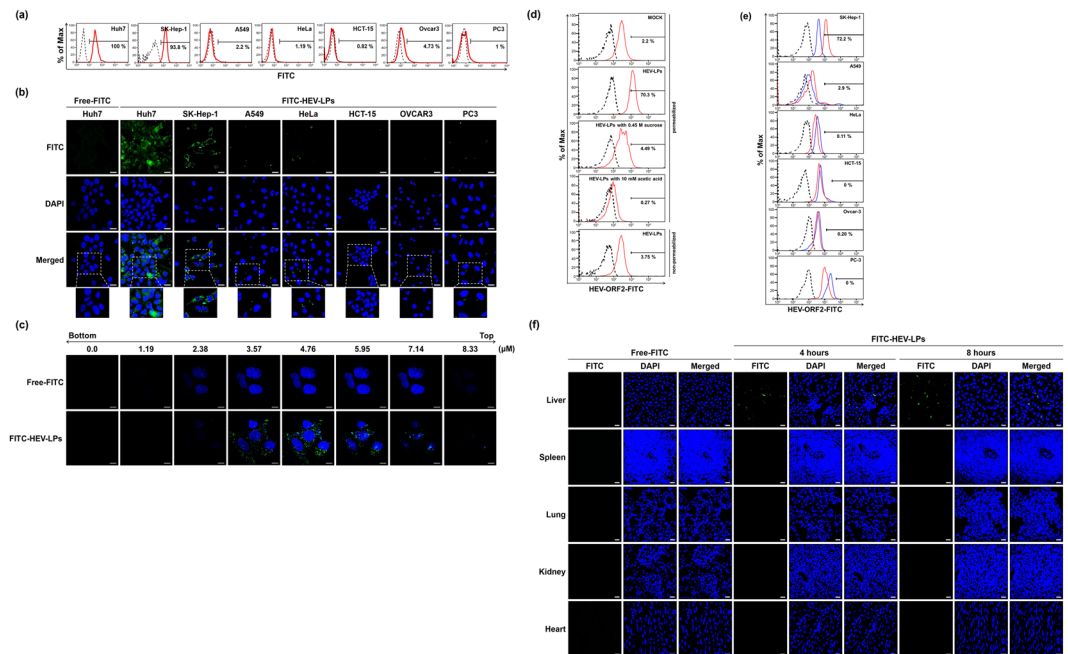 (a)
% of Max
Huh7
100 %
SK-Hep-1
93.8 %
A549
2.2 %
HeLa
1.19 %
HCT-15
0.82 %
Ovcar3
4.73 %
PC3
1 %
FITC
(b)
Free-FITC FITC-HEV-LPs
Huh7 Huh7 SK-Hep-1 A549 HeLa HCT-15 OVCAR3 PC3
FITC
DAPI
Merged
(c)
Bottom Top
0.0 1.19 2.38 3.57 4.76 5.95 7.14 8.33 (μM)
Free-FITC
FITC-HEV-LPs
(d)
% of Max
% of Max
MOCK
2.2 %
HEV-LPs
70.3 %
HEV-LPs with 0.45 M sucrose
4.49 %
HEV-LPs with 10 mM acetic acid
0.27 %
HEV-LPs
3.75 %
permeabilized
non-permeabilized
HEV-ORF2-FITC
(e)
% of Max
SK-Hep-1
72.2 %
A549
2.9 %
HeLa
0.11 %
HCT-15
0 %
Ovcar-3
0.20 %
PC-3
0 %
HEV-ORF2-FITC
(f)
FITC-HEV-LPs
Free-FITC 4 hours 8 hours
FITC DAPI Merged FITC DAPI Merged FITC DAPI Merged
Liver
Spleen
Lung
Kidney
Heart